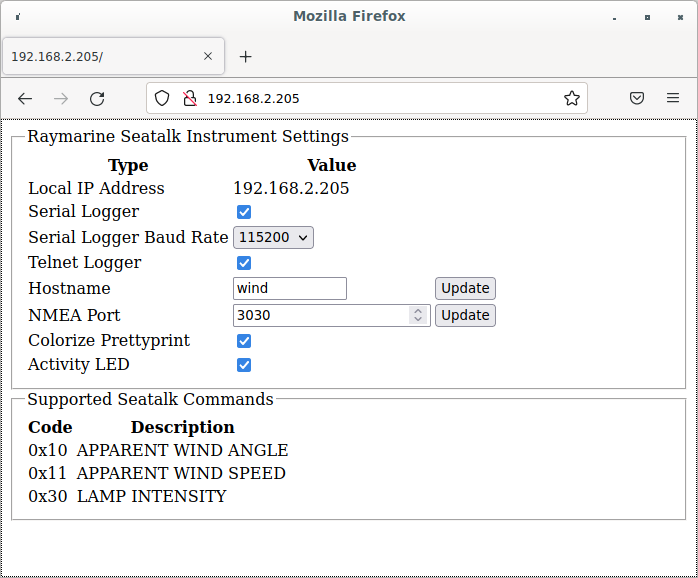 Mozilla Firefox
192.168.2.205/
192.168.2.205
Raymarine Seatalk Instrument Settings
Type Value
Local IP Address 192.168.2.205
Serial Logger
Serial Logger Baud Rate 115200
Telnet Logger
Hostname wind Update
NMEA Port 3030 Update
Colorize Prettyprint
Activity LED
Supported Seatalk Commands
Code Description
0x10 APPARENT WIND ANGLE
0x11 APPARENT WIND SPEED
0x30 LAMP INTENSITY